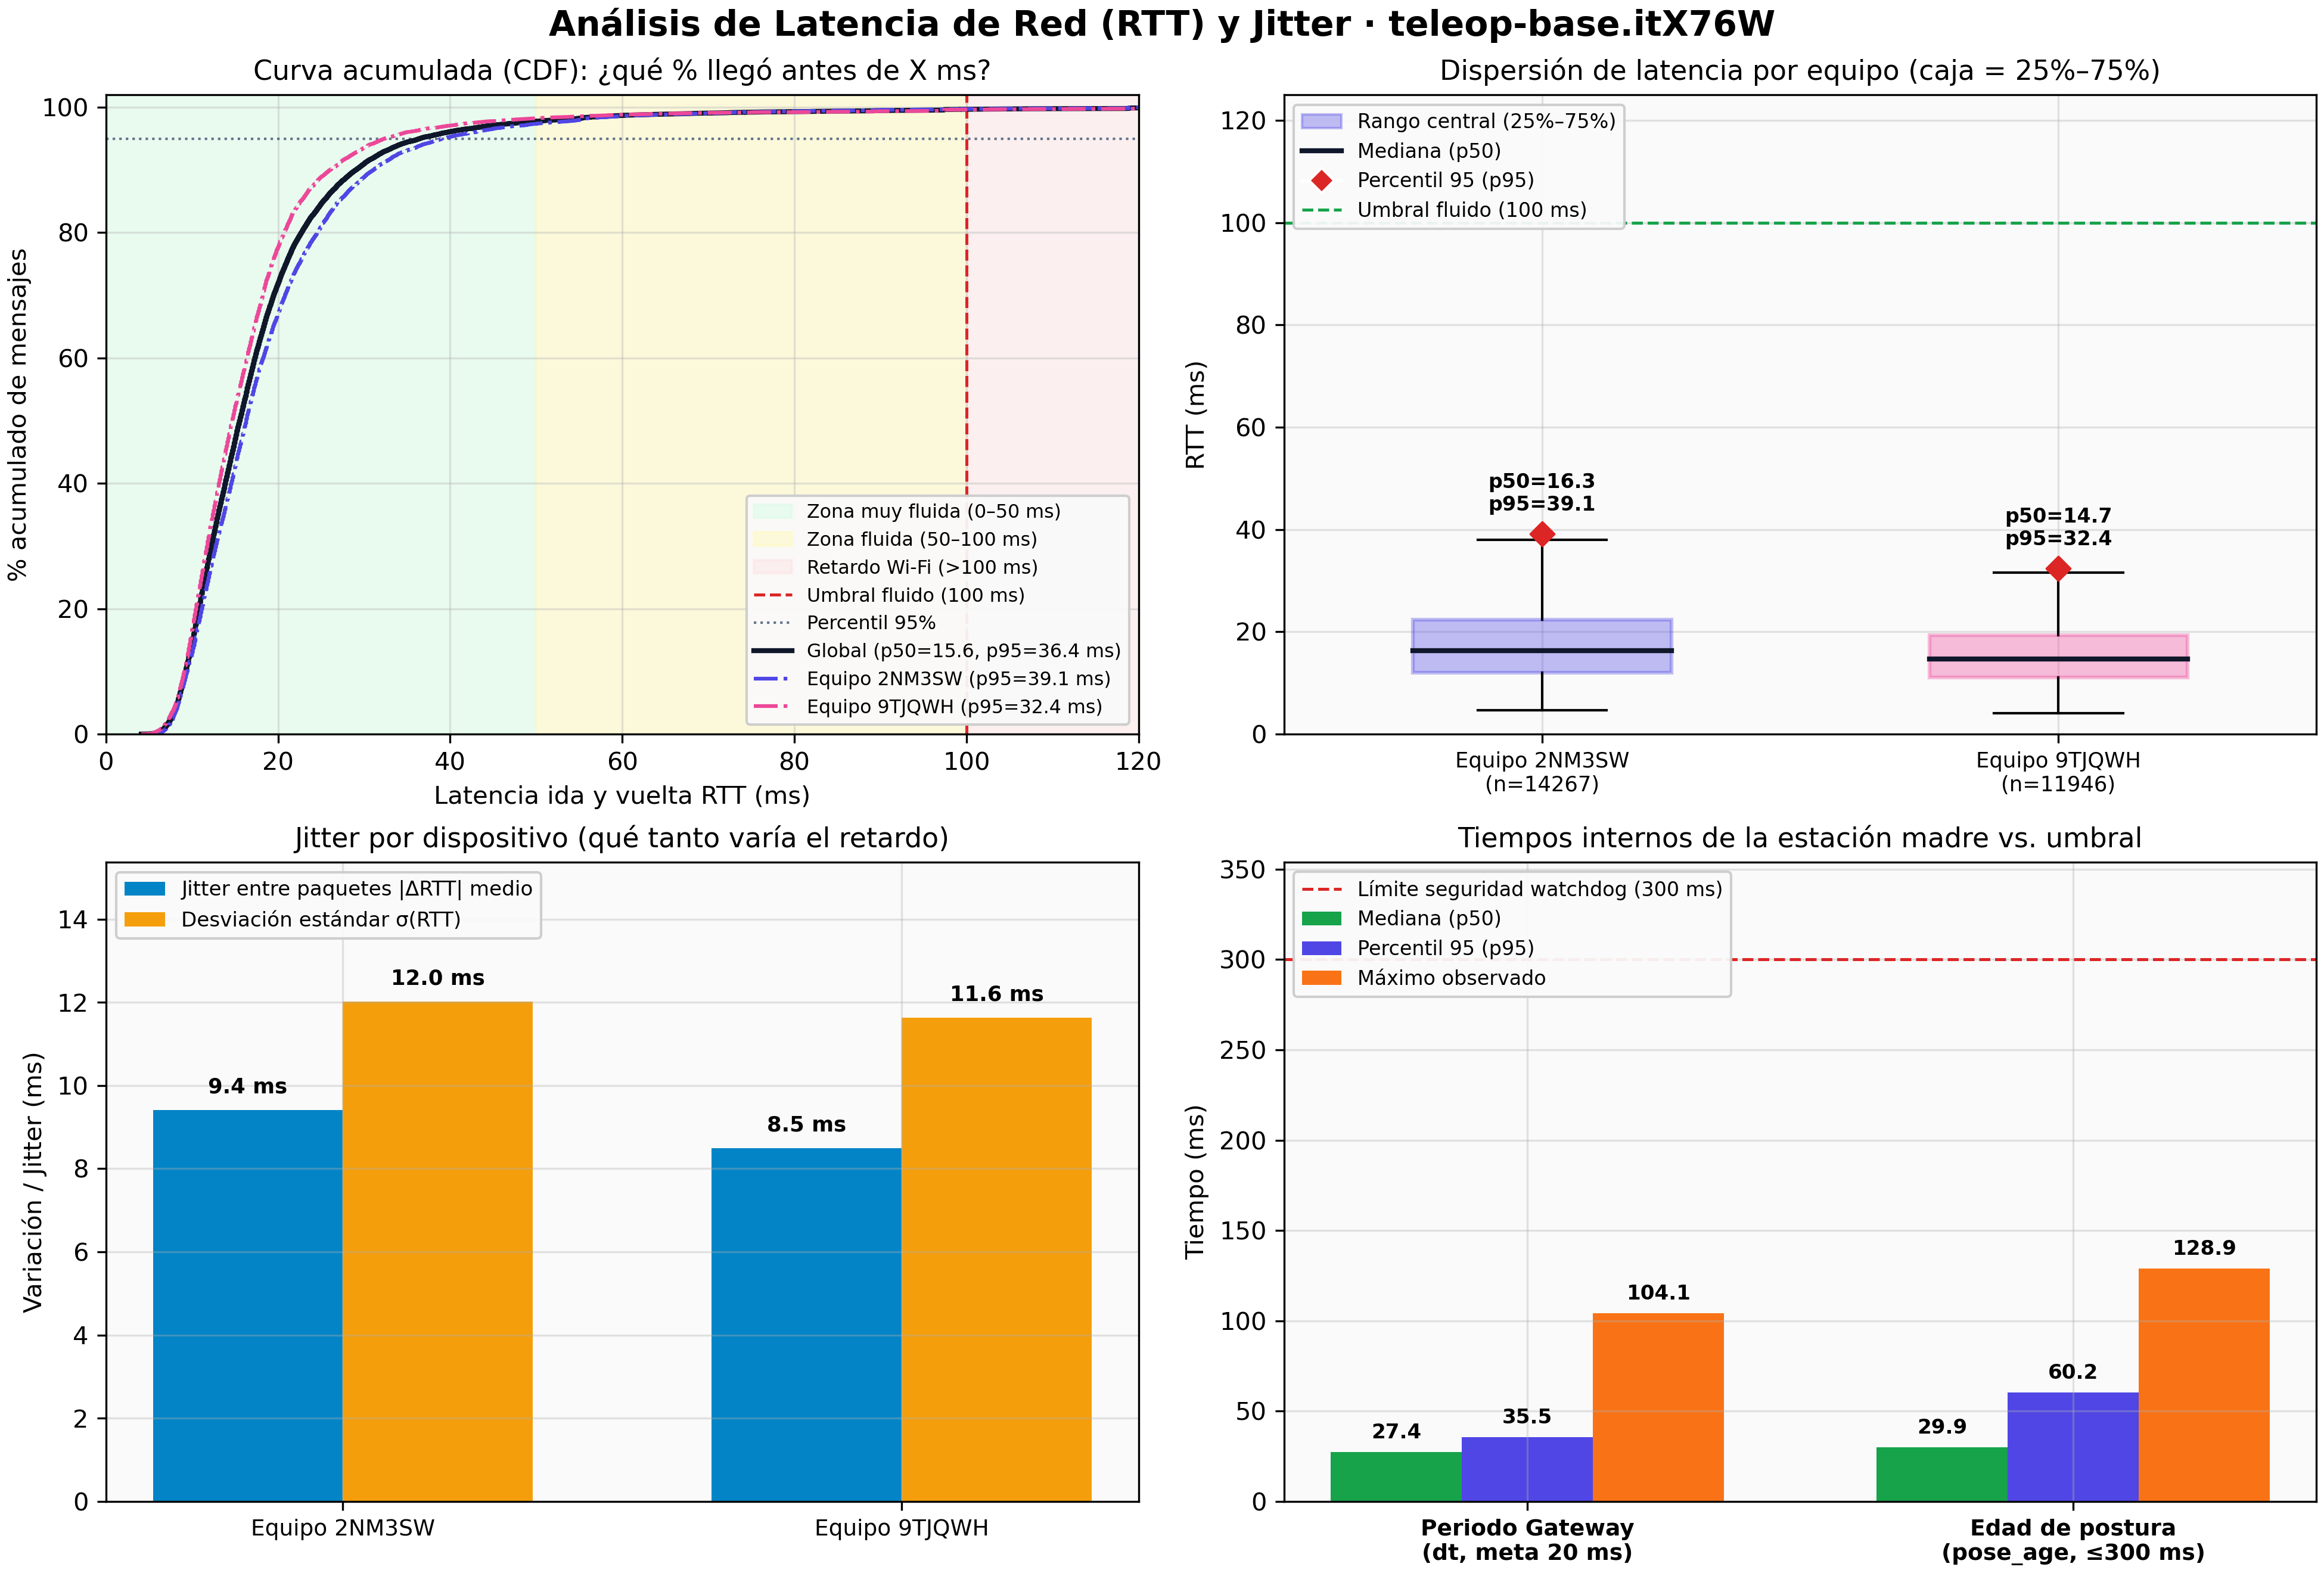 Análisis de Latencia de Red (RTT) y Jitter · teleop-base.itX76W
Curva acumulada (CDF): ¿qué % llegó antes de X ms?
% acumulado de mensajes
100
80
60
40
20
0
0 20 40 60 80 100 120
Latencia ida y vuelta RTT (ms)
Zona muy fluida (0–50 ms)
Zona fluida (50–100 ms)
Retardo Wi-Fi (>100 ms)
Umbral fluido (100 ms)
Percentil 95%
Global (p50=15.6, p95=36.4 ms)
Equipo 2NM3SW (p95=39.1 ms)
Equipo 9TJQWH (p95=32.4 ms)
Dispersión de latencia por equipo (caja = 25%–75%)
RTT (ms)
120
100
80
60
40
20
0
Rango central (25%–75%)
Mediana (p50)
Percentil 95 (p95)
Umbral fluido (100 ms)
p50=16.3
p95=39.1
p50=14.7
p95=32.4
Equipo 2NM3SW
(n=14267)
Equipo 9TJQWH
(n=11946)
Jitter por dispositivo (qué tanto varía el retardo)
Variación / Jitter (ms)
14
12
10
8
6
4
2
0
Jitter entre paquetes |ΔRTT| medio
Desviación estándar σ(RTT)
9.4 ms
12.0 ms
8.5 ms
11.6 ms
Equipo 2NM3SW
Equipo 9TJQWH
Tiempos internos de la estación madre vs. umbral
Tiempo (ms)
350
300
250
200
150
100
50
0
Límite seguridad watchdog (300 ms)
Mediana (p50)
Percentil 95 (p95)
Máximo observado
27.4
35.5
104.1
29.9
60.2
128.9
Periodo Gateway
(dt, meta 20 ms)
Edad de postura
(pose_age, ≤300 ms)